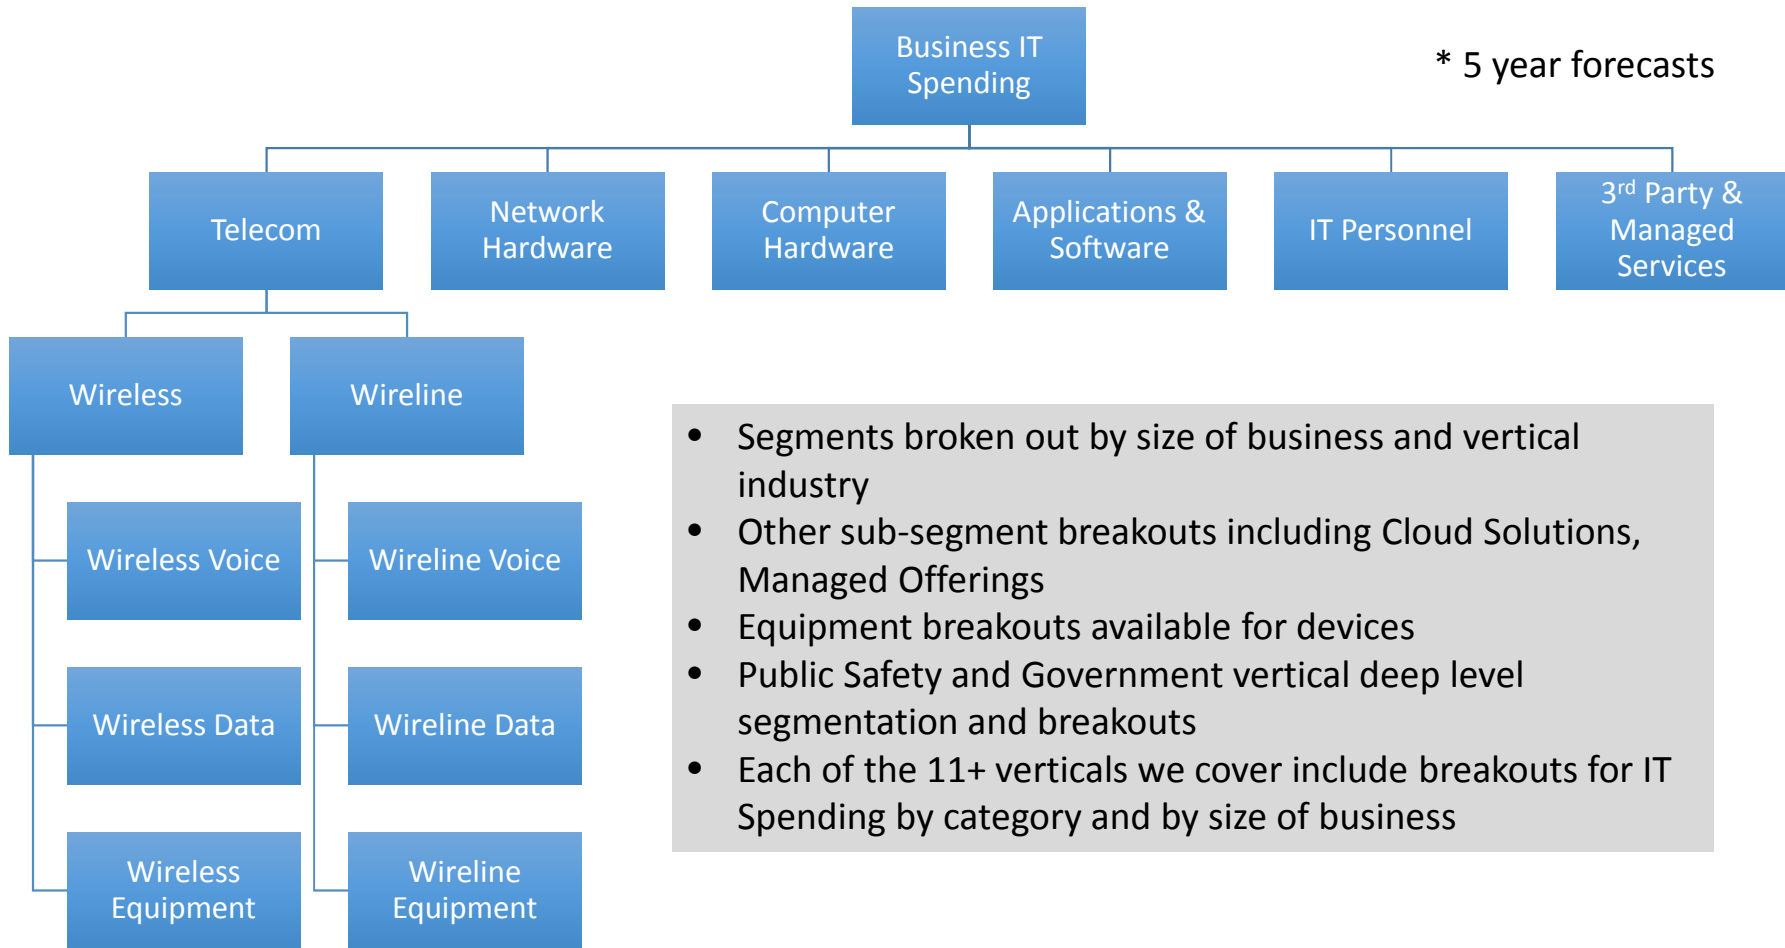 Business IT
Spending
* 5 year forecasts
Telecom
Network
Hardware
Computer
Hardware
Applications &
Software
IT Personnel
3rd Party &
Managed
Services
Wireless
Wireline
Wireless Voice
Wireline Voice
Wireless Data
Wireline Data
Wireless
Equipment
Wireline
Equipment
• Segments broken out by size of business and vertical
industry
• Other sub-segment breakouts including Cloud Solutions,
Managed Offerings
• Equipment breakouts available for devices
• Public Safety and Government vertical deep level
segmentation and breakouts
• Each of the 11+ verticals we cover include breakouts for IT
Spending by category and by size of business